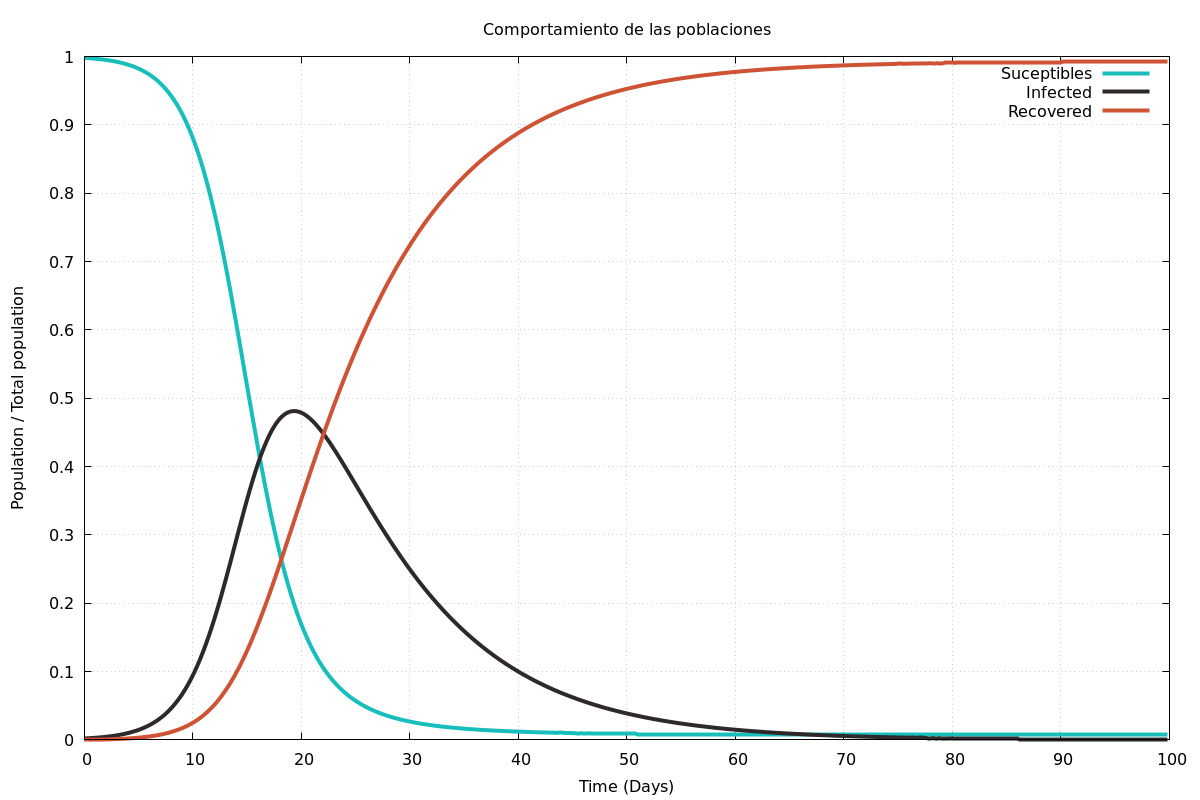 Comportamiento de las poblaciones
1
0.9
0.8
0.7
0.6
0.5
0.4
0.3
0.2
0.1
0
Population / Total population
Suceptibles
Infected
Recovered
0 10 20 30 40 50 60 70 80 90 100
Time (Days)